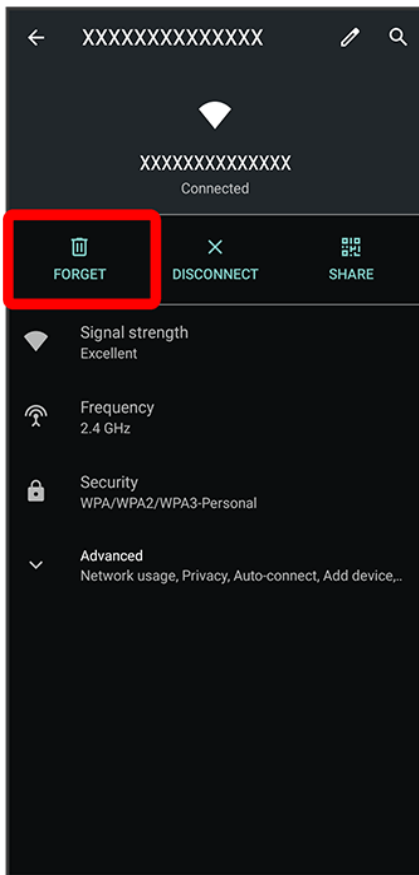 XXXXXXXXXXXXXX
XXXXXXXXXXXXXX
Connected
FORGET
DISCONNECT
SHARE
Signal strength
Excellent
Frequency
2.4 GHz
Security
WPA/WPA2/WPA3-Personal
Advanced
Network usage, Privacy, Auto-connect, Add device,..